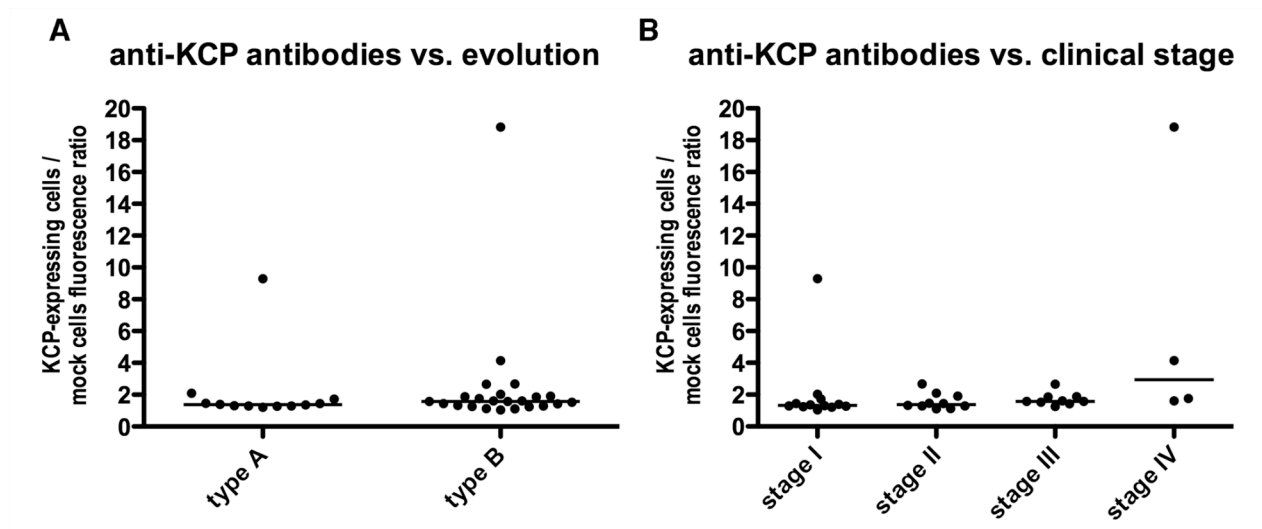 A
anti-KCP antibodies vs. evolution
KCP-expressing cells /
mock cells fluorescence ratio
20
18
16
14
12
10
8
6
4
2
0
type A
type B
B
anti-KCP antibodies vs. clinical stage
KCP-expressing cells /
mock cells fluorescence ratio
20
18
16
14
12
10
8
6
4
2
0
stage I
stage II
stage III
stage IV